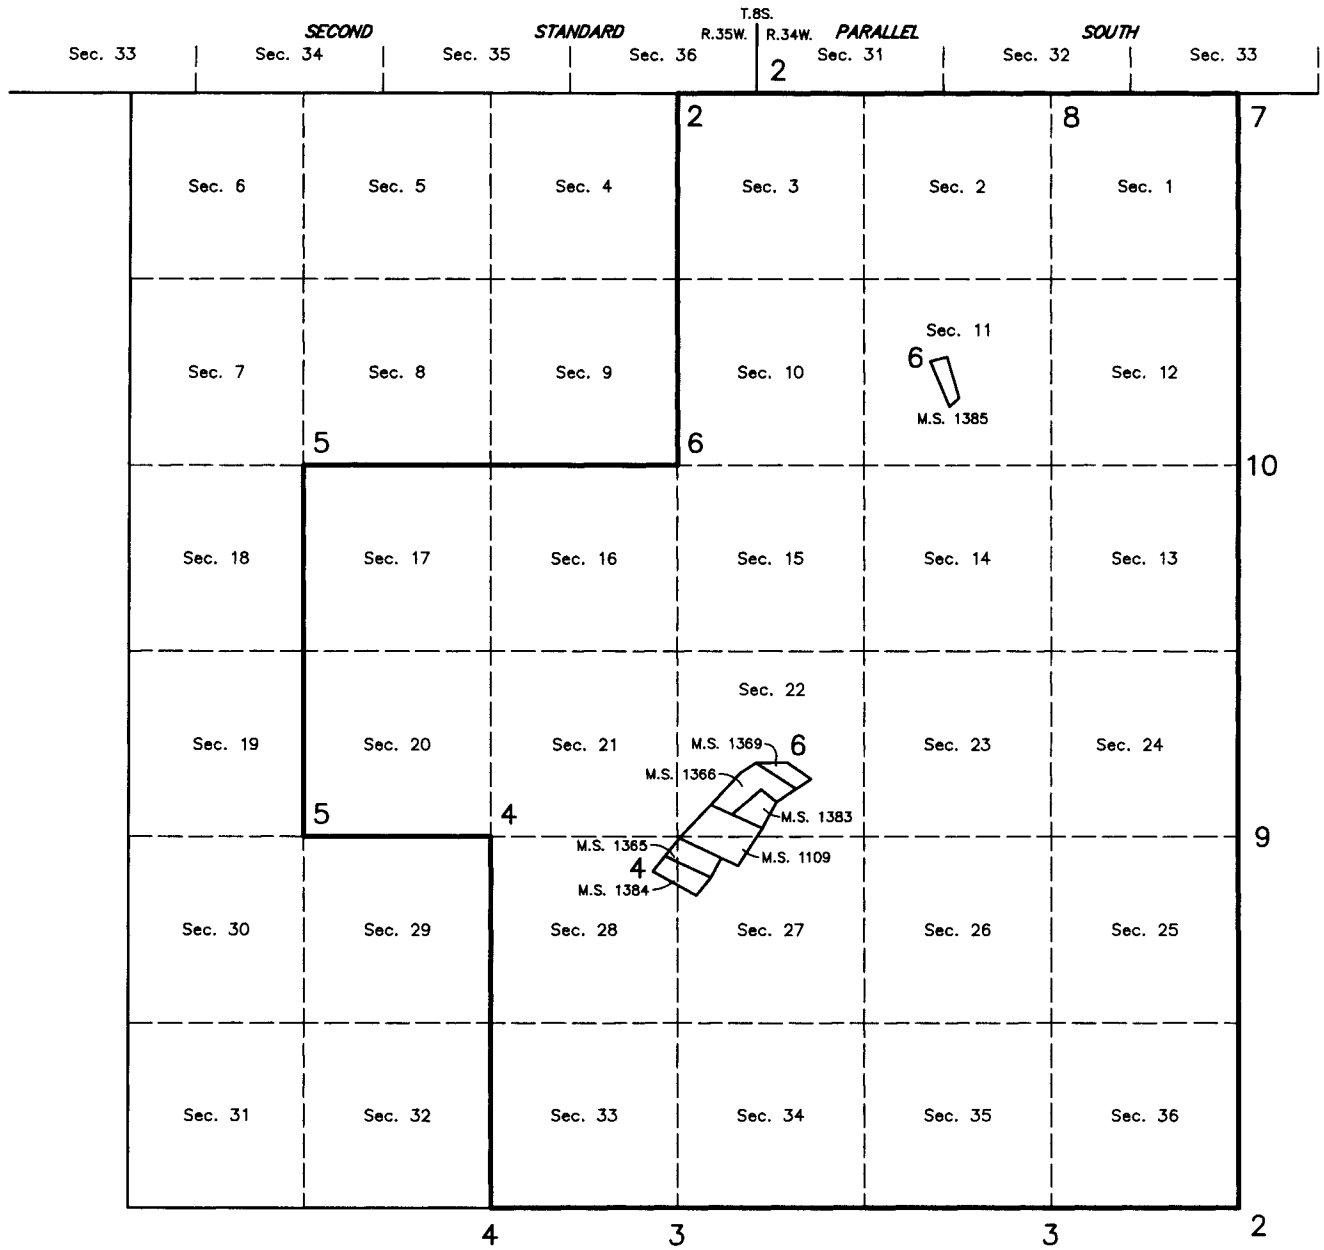 T.8S.
SECOND STANDARD R.35W. R.34W. PARALLEL SOUTH
Sec. 33 Sec. 34 Sec. 35 Sec. 36 Sec. 31 Sec. 32 Sec. 33
2
2 8 7
Sec. 6 Sec. 5 Sec. 4 Sec. 3 Sec. 2 Sec. 1
Sec. 11
6
Sec. 7 Sec. 8 Sec. 9 Sec. 10 Sec. 12
M.S. 1385
5 6
10
Sec. 18 Sec. 17 Sec. 16 Sec. 15 Sec. 14 Sec. 13
Sec. 22
Sec. 19 Sec. 20 Sec. 21 M.S. 1369 6 Sec. 23 Sec. 24
M.S. 1366
5 4 M.S. 1383
9
M.S. 1365
M.S. 1109
4
M.S. 1384
Sec. 30 Sec. 29 Sec. 28 Sec. 27 Sec. 26 Sec. 25
Sec. 31 Sec. 32 Sec. 33 Sec. 34 Sec. 35 Sec. 36
4 3 3 2